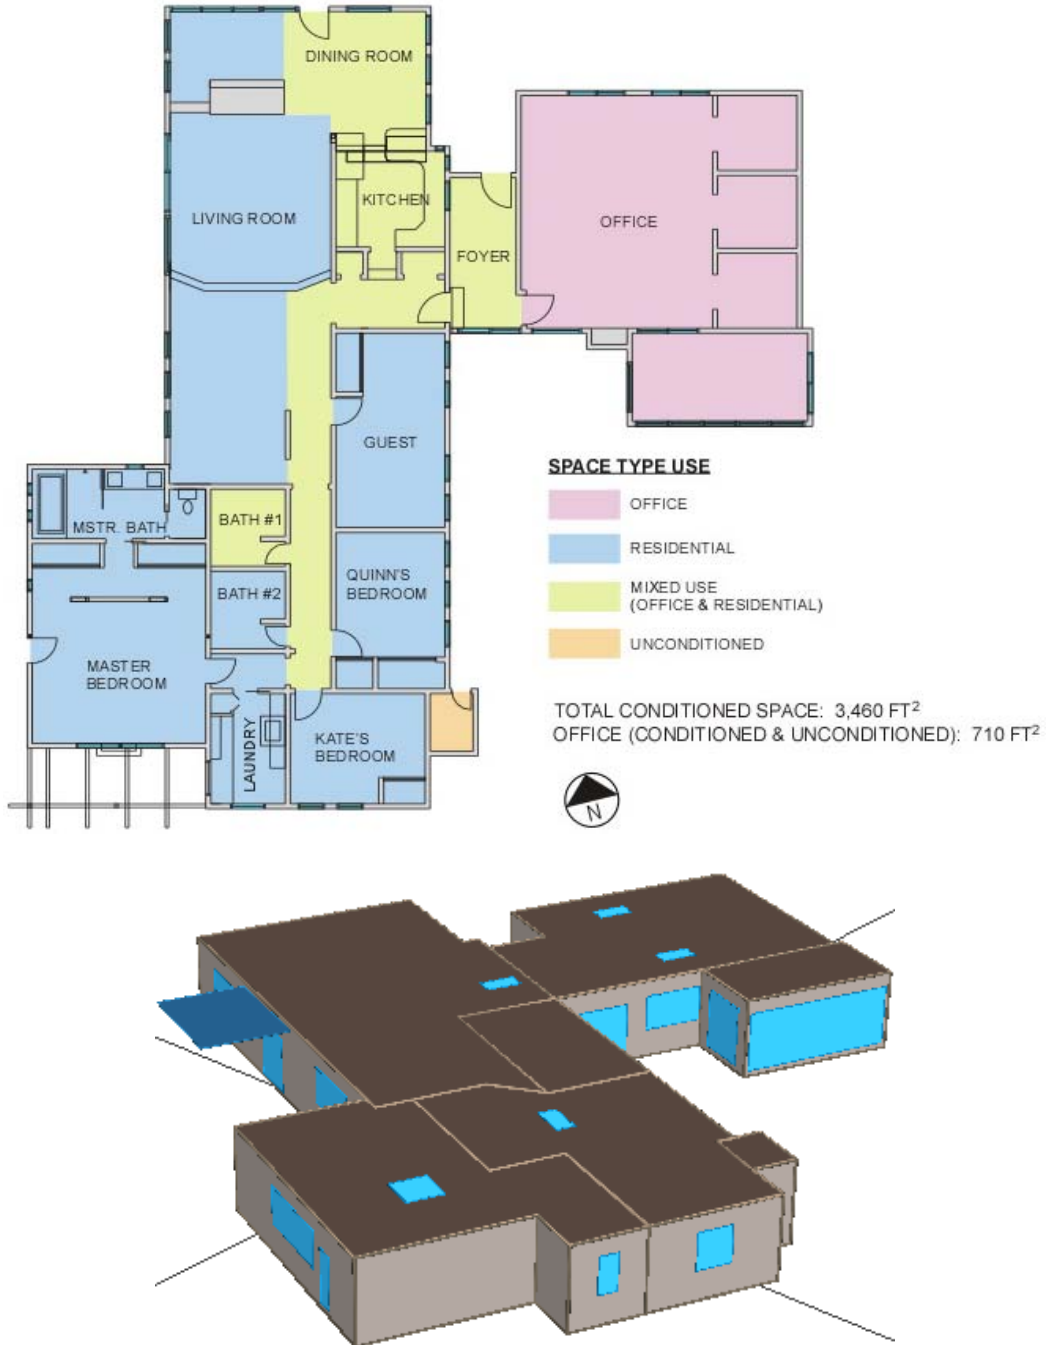 DINING ROOM
LIVING ROOM
KITCHEN
FOYER
OFFICE
GUEST
MSTR. BATH
BATH #1
BATH #2
QUINN'S
BEDROOM
MASTER
BEDROOM
LAUNDRY
KATE'S
BEDROOM
SPACE TYPE USE
OFFICE
RESIDENTIAL
MIXED USE
(OFFICE & RESIDENTIAL)
UNCONDITIONED
TOTAL CONDITIONED SPACE: 3,460 FT²
OFFICE (CONDITIONED & UNCONDITIONED): 710 FT²
N